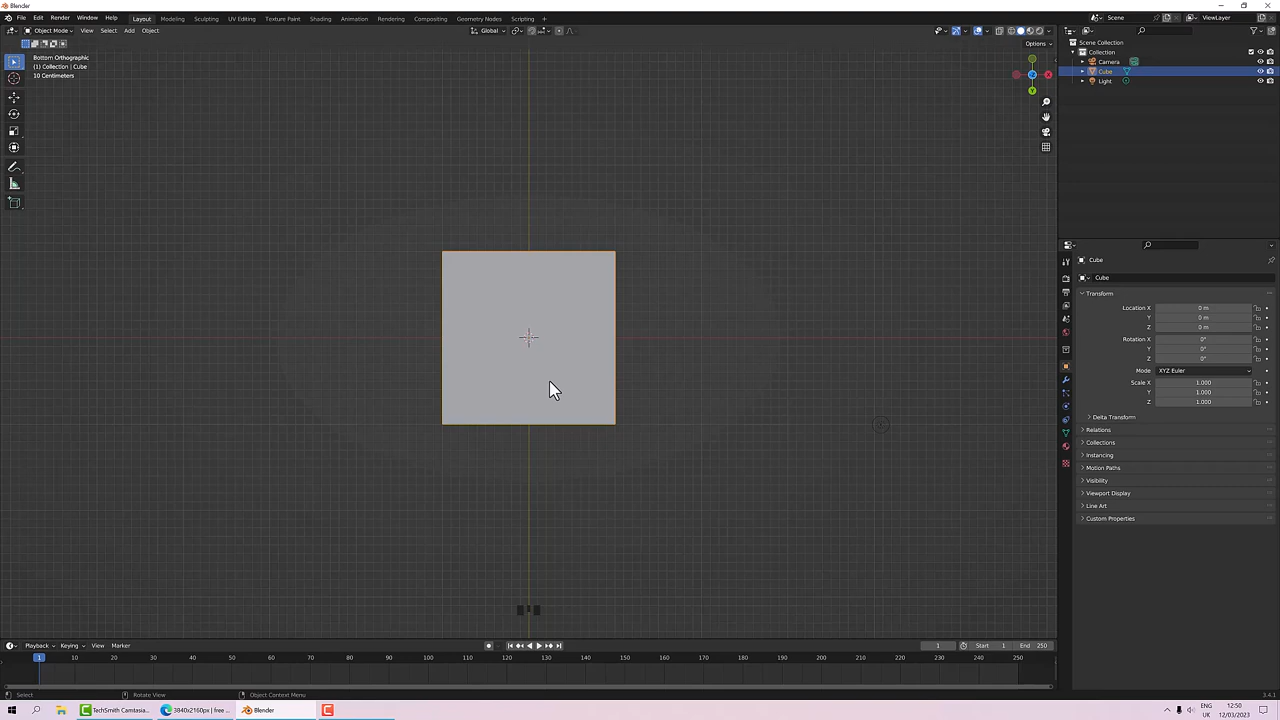 Blender
File Edit Render Window Help Layout Modeling Sculpting UV Editing Texture Paint Shading Animation Rendering Compositing Geometry Nodes Scripting + Scene ViewLayer
Object Mode View Select Add Object Global
Options
Bottom Orthographic
(1) Collection | Cube
10 Centimeters
X
Y
Scene Collection
Collection
Camera
Cube
Light
Cube
Cube
Transform
Location X 0 m
Y 0 m
Z 0 m
Rotation X 0°
Y 0°
Z 0°
Mode XYZ Euler
Scale X 1.000
Y 1.000
Z 1.000
Delta Transform
Relations
Collections
Instancing
Motion Paths
Visibility
Viewport Display
Line Art
Custom Properties
Playback Keying View Marker 1 Start 1 End 250
1 10 20 30 40 50 60 70 80 90 100 110 120 130 140 150 160 170 180 190 200 210 220 230 240 250
Select Rotate View Object Context Menu 3.4.1
TechSmith Camtasia... 3840x2160px | free ... Blender
ENG 12:50
UK 12/03/2023